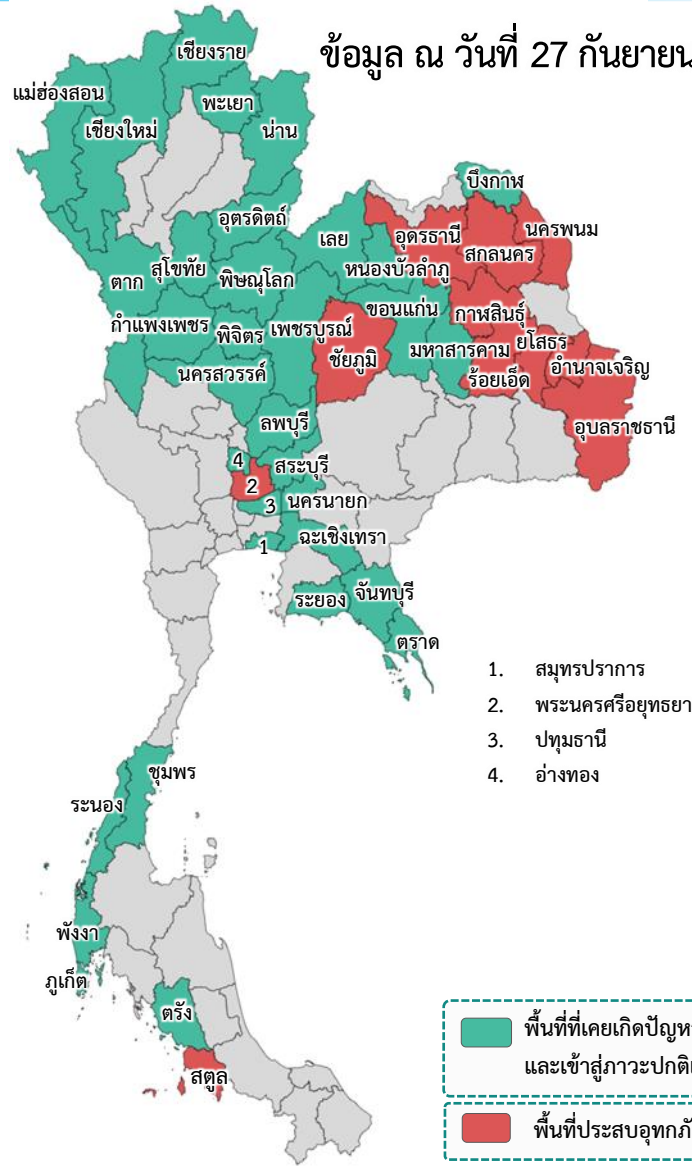 ข้อมูล ณ วันที่ 27 กันยายน
เชียงราย
แม่ฮ่องสอน
พะเยา
เชียงใหม่
น่าน
บึงกาฬ
อุตรดิตถ์
นครพนม
เลย
อุดรธานี
สกลนคร
สุโขทัย
หนองบัวลำภู
ตาก
พิษณุโลก
ขอนแก่น
กาฬสินธุ์
กำแพงเพชร
พิจิตร
เพชรบูรณ์
ยโสธร
มหาสารคาม
ชัยภูมิ
อำนาจเจริญ
นครสวรรค์
ร้อยเอ็ด
ลพบุรี
อุบลราชธานี
4
สระบุรี
2
นครนายก
3
ฉะเชิงเทรา
1
ระยอง
จันทบุรี
ตราด
1. สมุทรปราการ
2. พระนครศรีอยุทธยา
3. ปทุมธานี
4. อ่างทอง
ชุมพร
ระนอง
พังงา
ภูเก็ต
ตรัง
สตูล
พื้นที่ที่เคยเกิดปัญห
และเข้าสู่ภาวะปกติ
พื้นที่ประสบอุทกภั